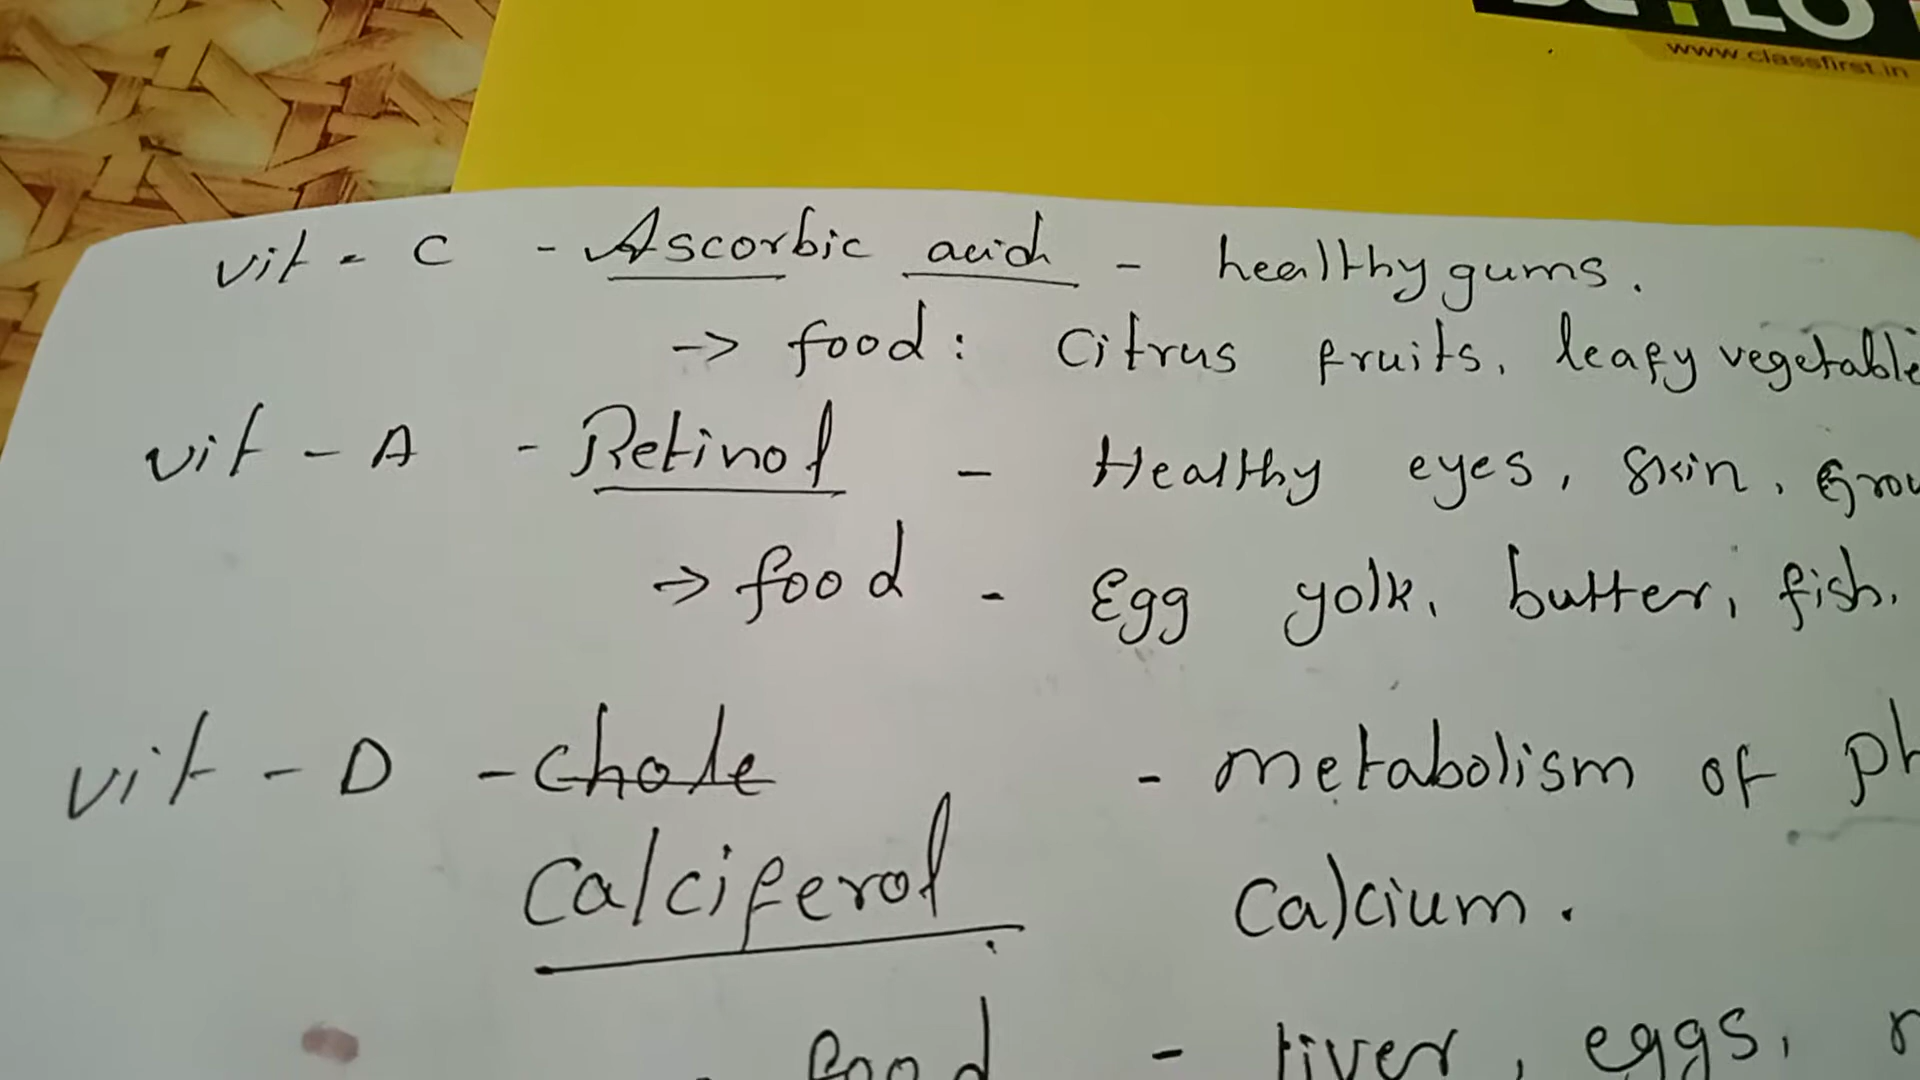 www.classfirst.in
vit - C - Ascorbic acid - healthy gums.
-> food: Citrus fruits, leafy vegetable
vit - A - Retinol - Healthy eyes, skin,
-> food - Egg yolk, butter, fish.
vit - D - chole - metabolism of
Calciferol Calcium.
food - liver, eggs,